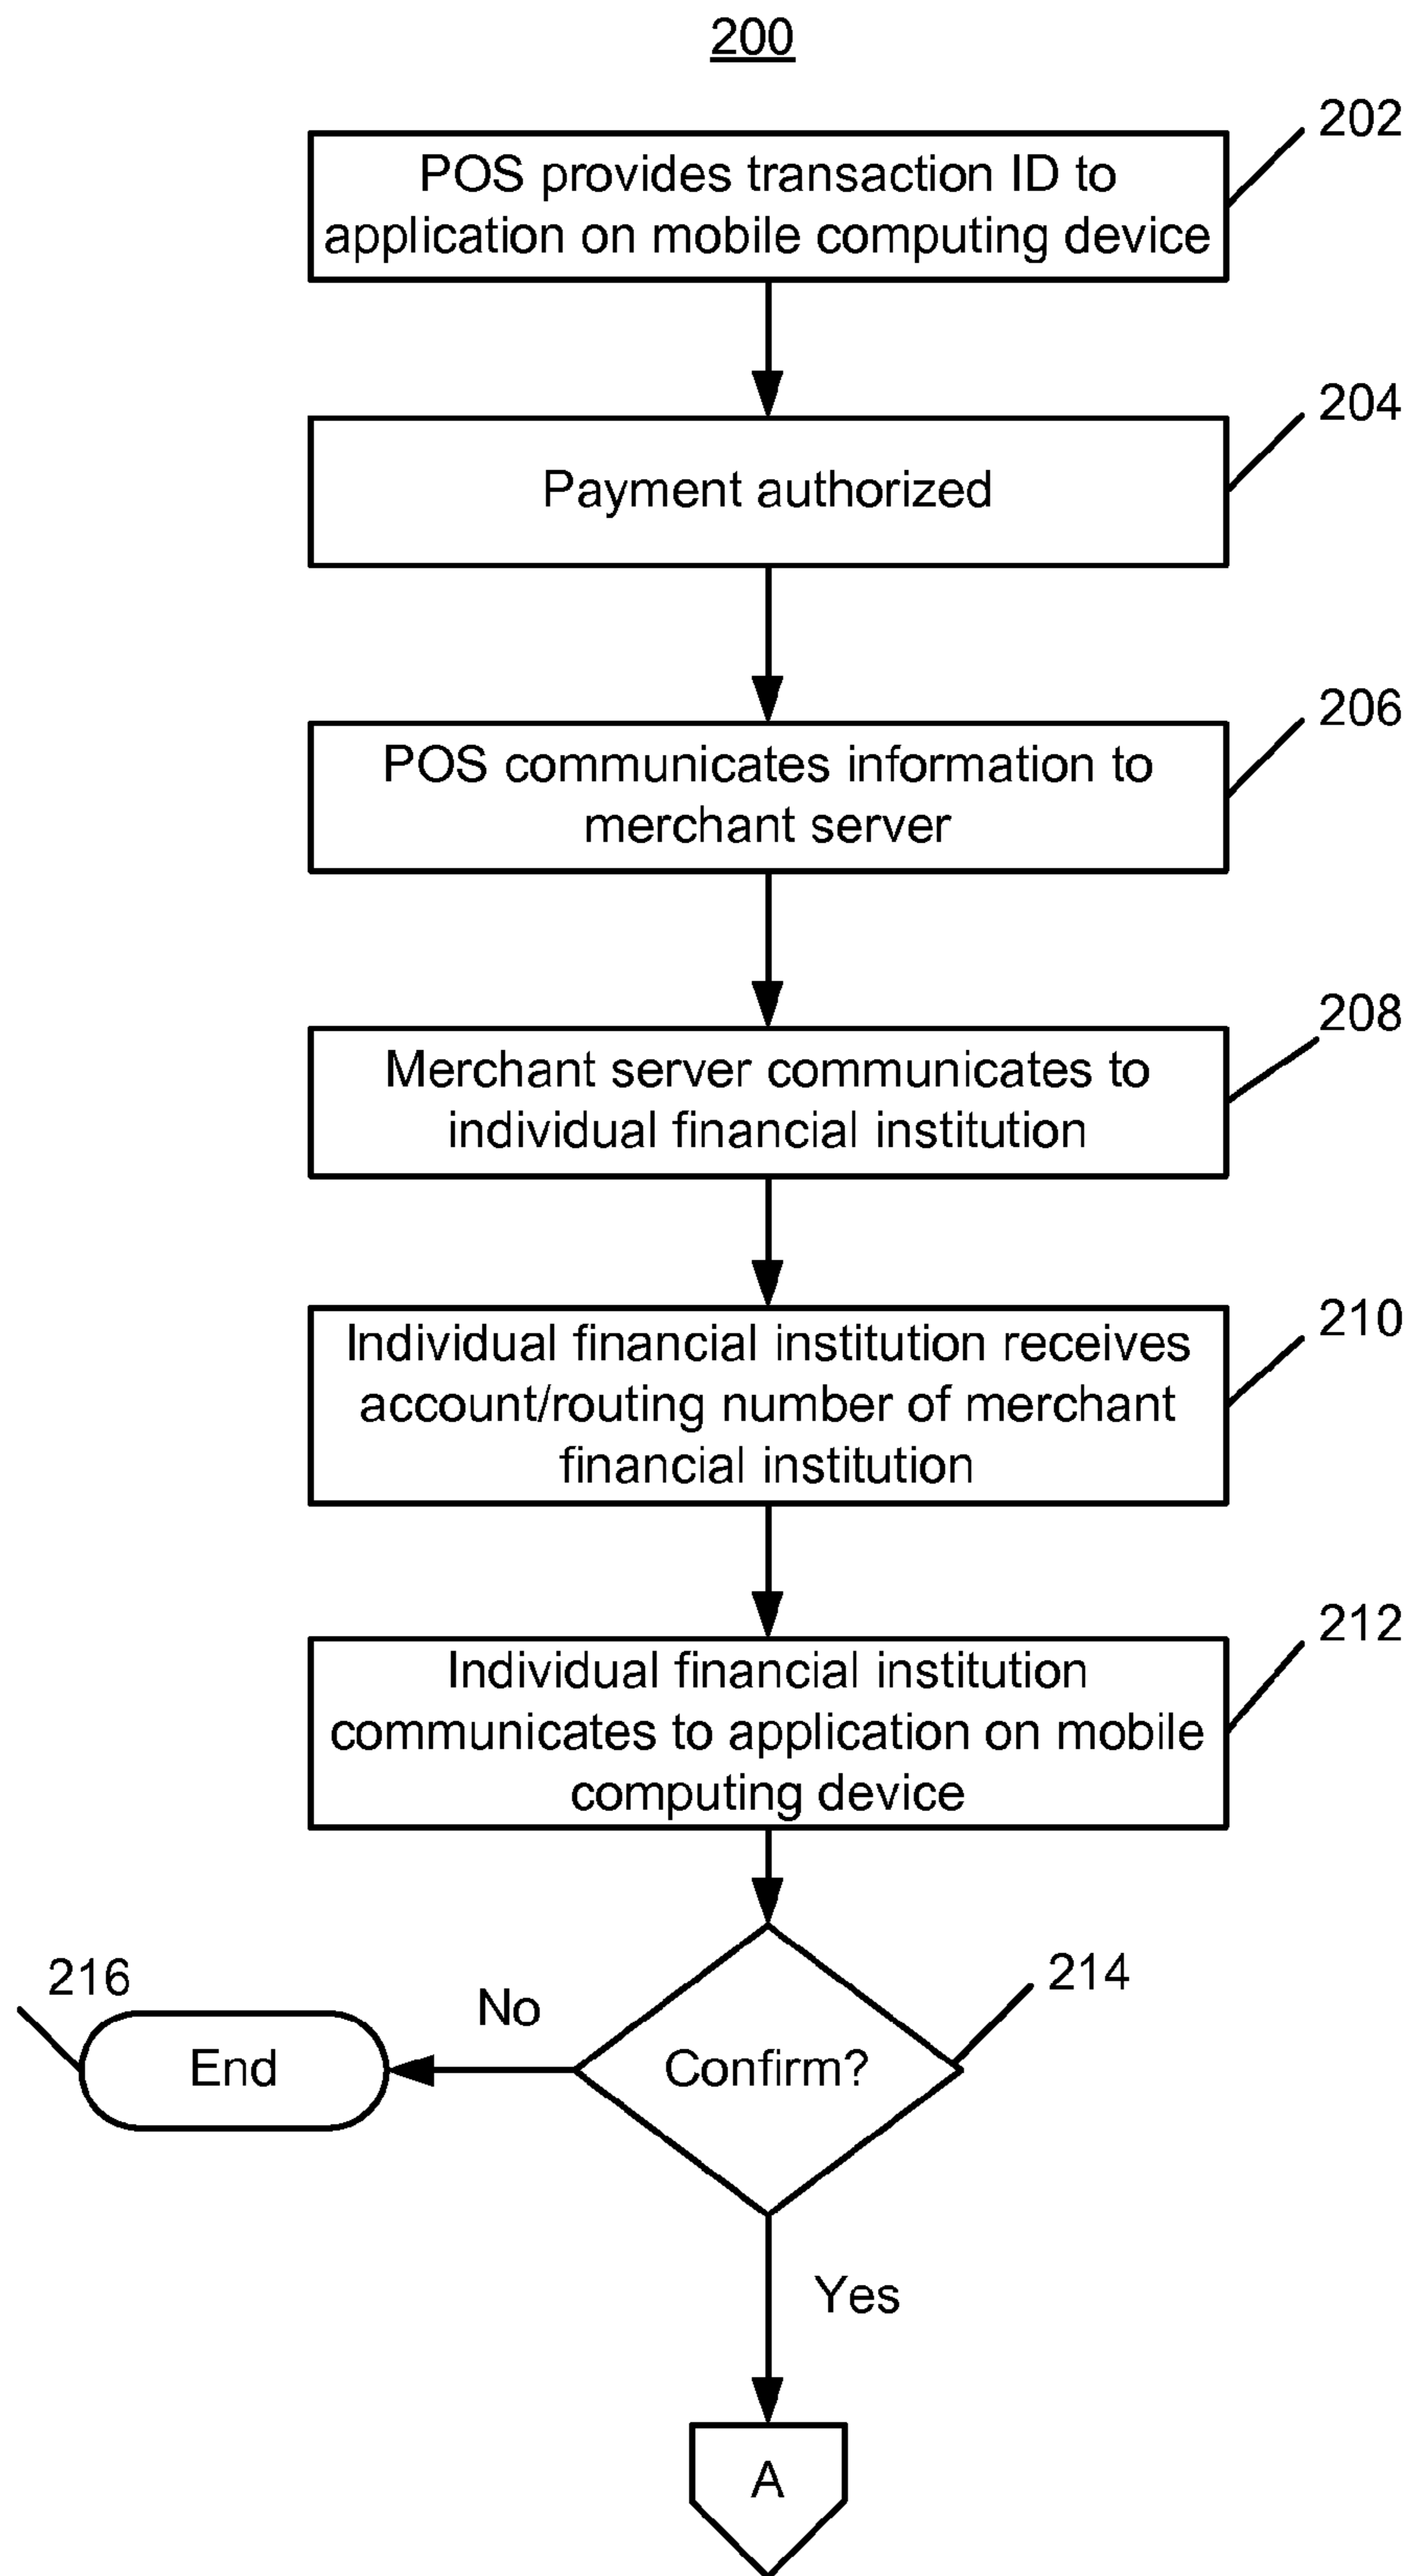 200
202
POS provides transaction ID to
application on mobile computing device
204
Payment authorized
206
POS communicates information to
merchant server
208
Merchant server communicates to
individual financial institution
210
Individual financial institution receives
account/routing number of merchant
financial institution
212
Individual financial institution
communicates to application on mobile
computing device
216
214
No
End
Confirm?
Yes
A